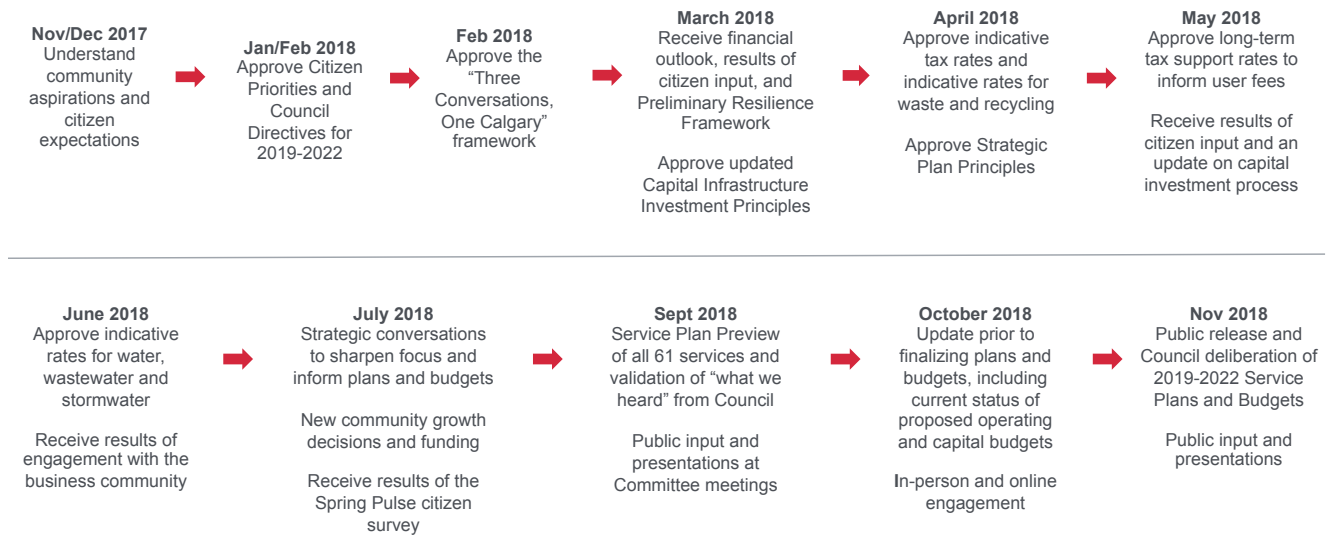 Nov/Dec 2017
Understand
community
aspirations and
citizen
expectations
Jan/Feb 2018
Approve Citizen
Priorities and
Council
Directives for
2019-2022
Feb 2018
Approve the
“Three
Conversations,
One Calgary”
framework
March 2018
Receive financial
outlook, results of
citizen input, and
Preliminary Resilience
Framework
Approve updated
Capital Infrastructure
Investment Principles
April 2018
Approve indicative
tax rates and
indicative rates for
waste and recycling
Approve Strategic
Plan Principles
May 2018
Approve long-term
tax support rates to
inform user fees
Receive results of
citizen input and an
update on capital
investment process
June 2018
Approve indicative
rates for water,
wastewater and
stormwater
Receive results of
engagement with the
business community
July 2018
Strategic conversations
to sharpen focus and
inform plans and budgets
New community growth
decisions and funding
Receive results of the
Spring Pulse citizen
survey
Sept 2018
Service Plan Preview
of all 61 services and
validation of “what we
heard” from Council
Public input and
presentations at
Committee meetings
October 2018
Update prior to
finalizing plans and
budgets, including
current status of
proposed operating
and capital budgets
In-person and online
engagement
Nov 2018
Public release and
Council deliberation of
2019-2022 Service
Plans and Budgets
Public input and
presentations